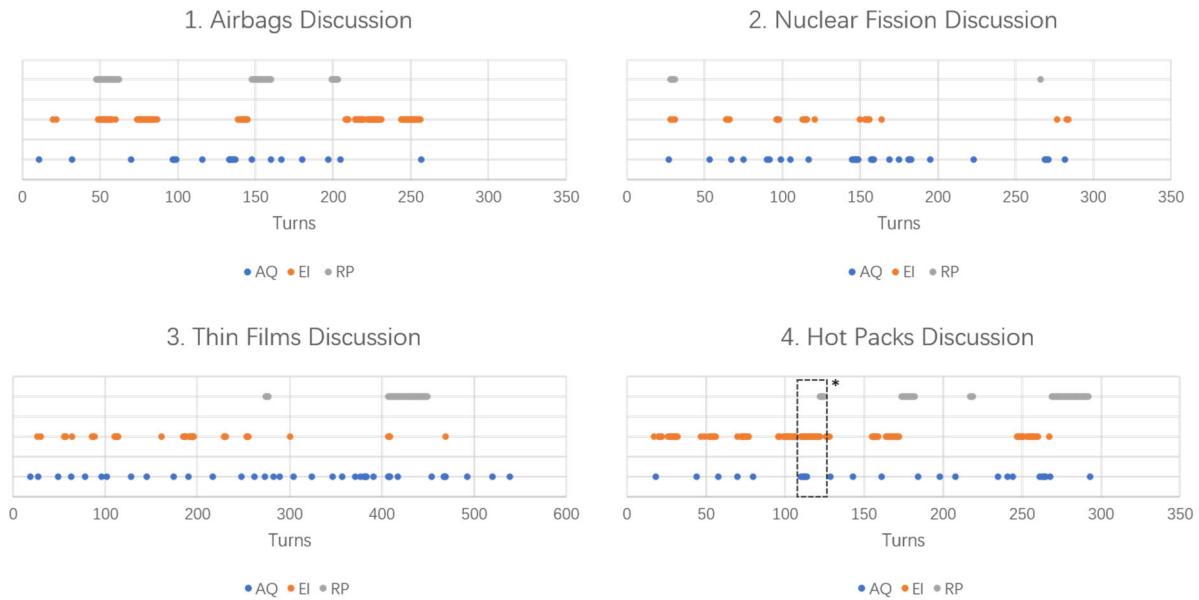 1. Airbags Discussion
0 50 100 150 200 250 300 350
Turns
AQ EI RP
2. Nuclear Fission Discussion
0 50 100 150 200 250 300 350
Turns
AQ EI RP
3. Thin Films Discussion
0 100 200 300 400 500 600
Turns
AQ EI RP
4. Hot Packs Discussion
*
0 50 100 150 200 250 300 350
Turns
AQ EI RP